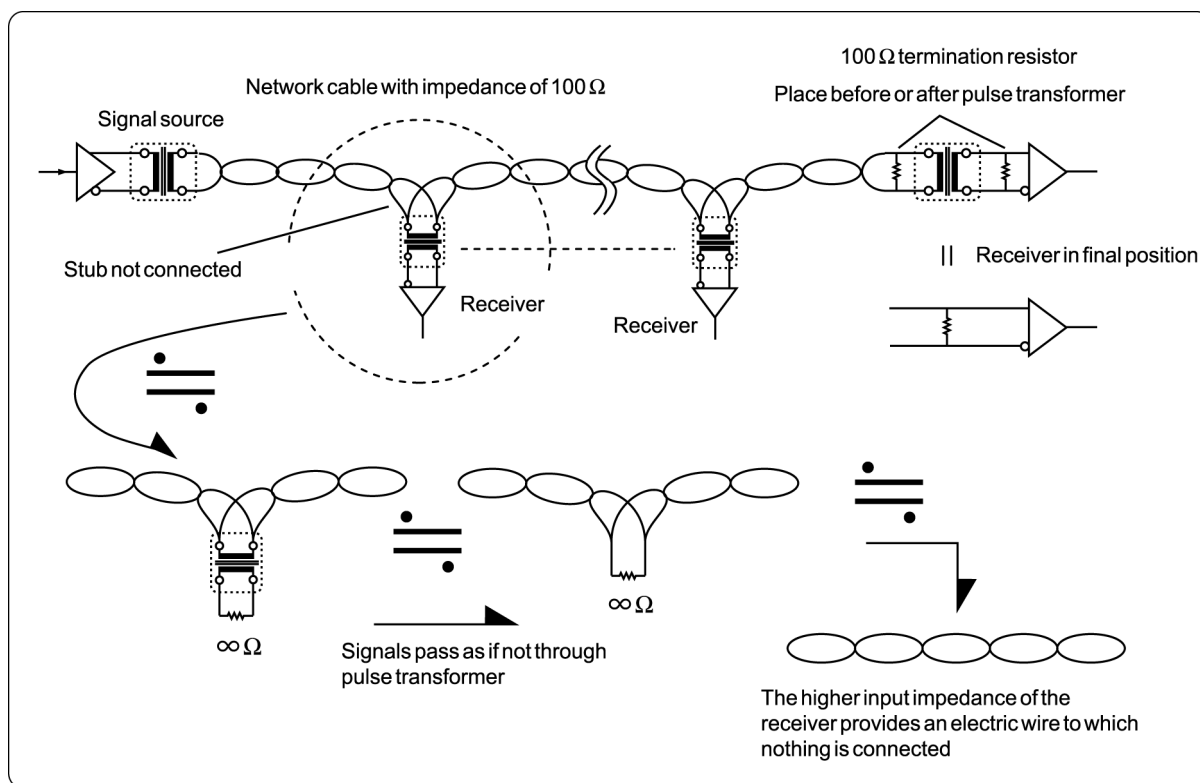 100 Ω termination resistor
Network cable with impedance of 100 Ω
Place before or after pulse transformer
Signal source
Stub not connected
Receiver
Receiver
|| Receiver in final position
∞ Ω
∞ Ω
Signals pass as if not through
pulse transformer
The higher input impedance of the
receiver provides an electric wire to which
nothing is connected